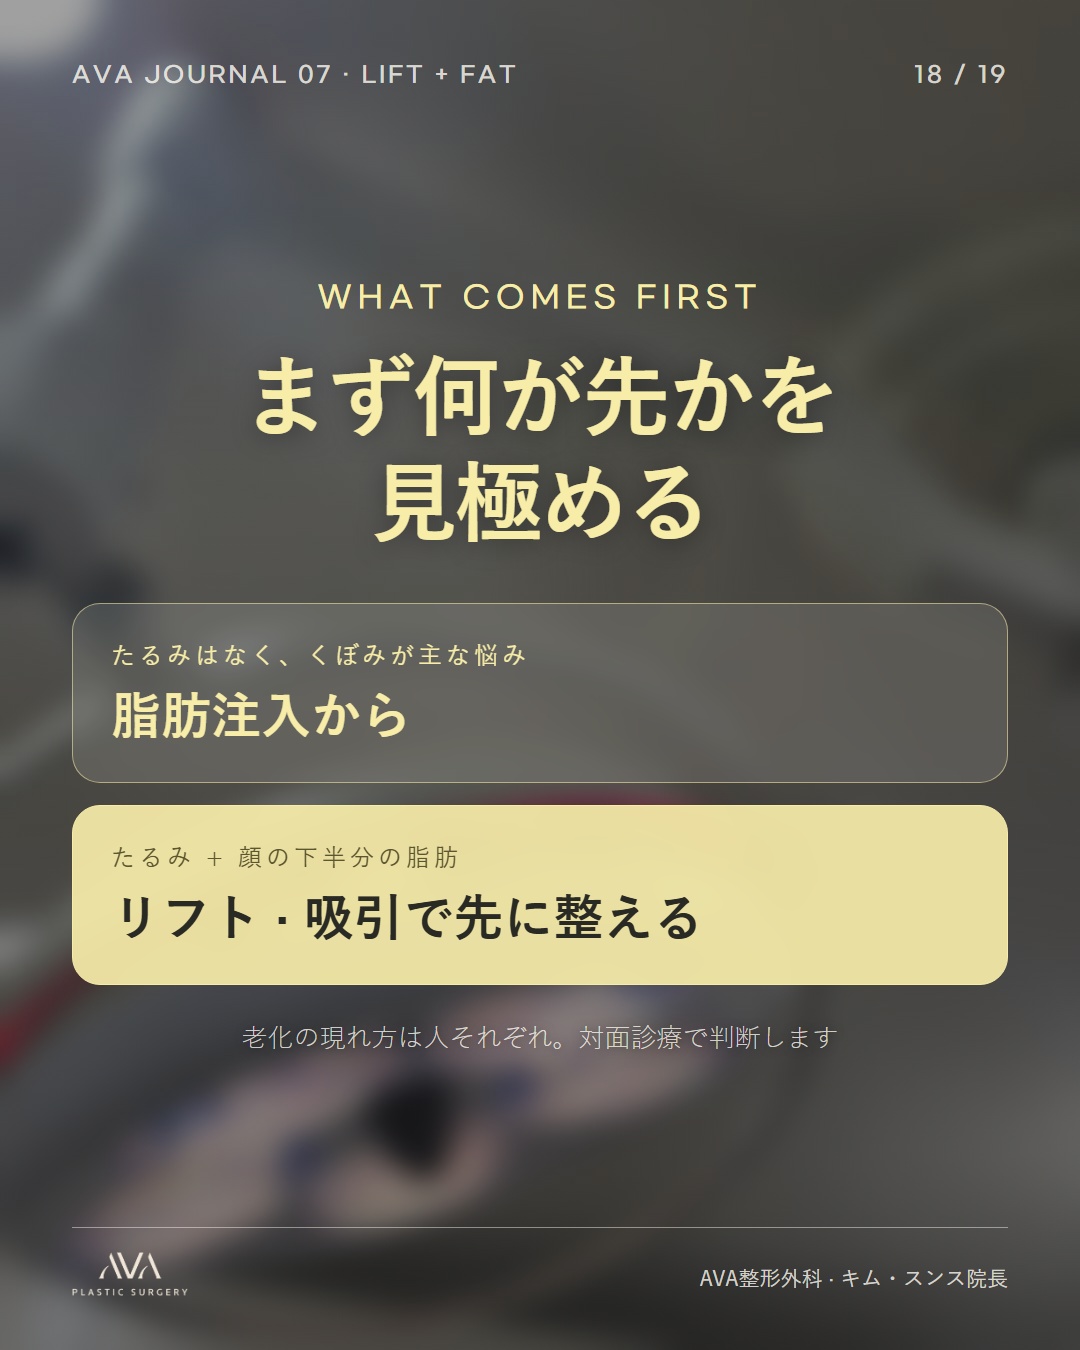 AVA JOURNAL 07 · LIFT + FAT
18 / 19
WHAT COMES FIRST
まず何が先かを
見極める
たるみはなく、くぼみが主な悩み
脂肪注入から
たるみ + 顔の下半分の脂肪
リフト · 吸引で先に整える
老化の現れ方は人それぞれ。対面診療で判断します
AVA
PLASTIC SURGERY
AVA整形外科 · キム・スンス院長